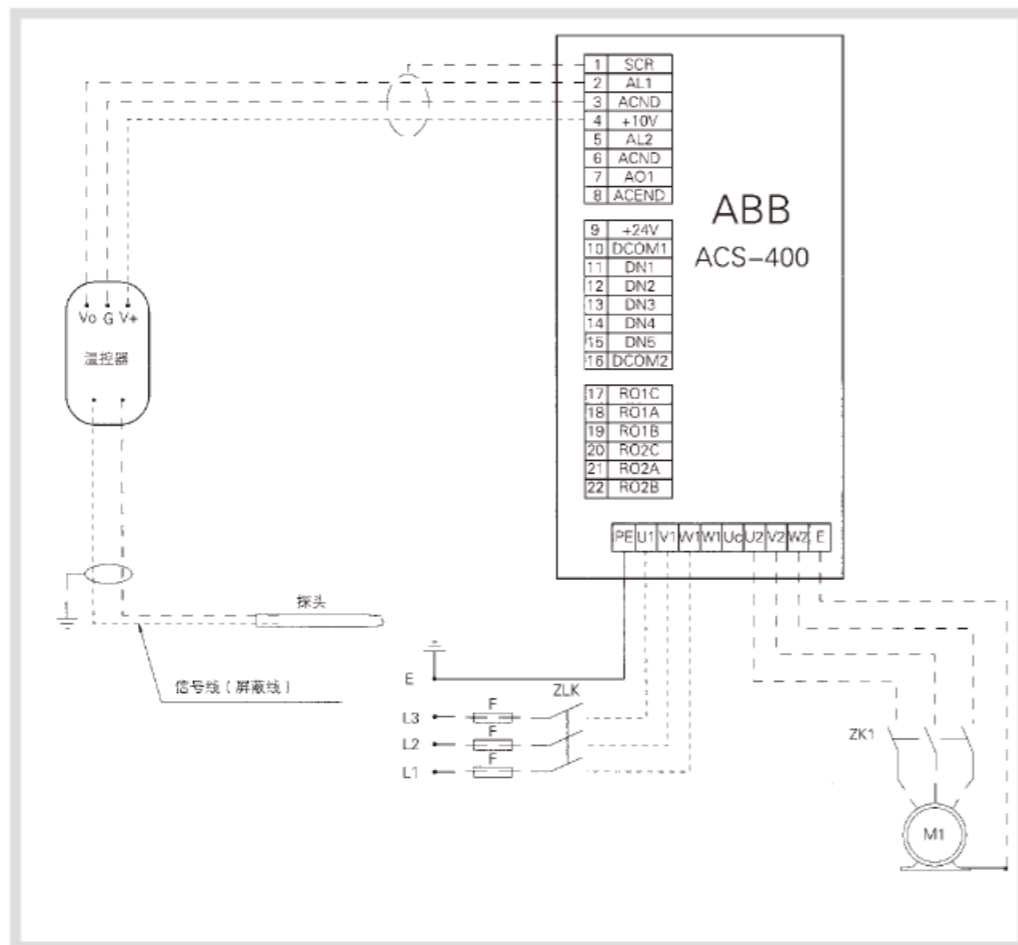 1 SCR
2 AL1
3 ACND
4 +10V
5 AL2
6 ACND
7 AO1
8 ACEND
ABB
ACS-400
9 +24V
10 DCOM1
11 DN1
12 DN2
13 DN3
14 DN4
15 DN5
16 DCOM2
17 RO1C
18 RO1A
19 RO1B
20 RO2C
21 RO2A
22 RO2B
Vo G V+
温控器
PE U1 V1 W1 W1 Uc U2 V2 W2 E
探头
信号线(屏蔽线)
E
ZLK
L3 F
L2 F
L1 F
ZK1
M1